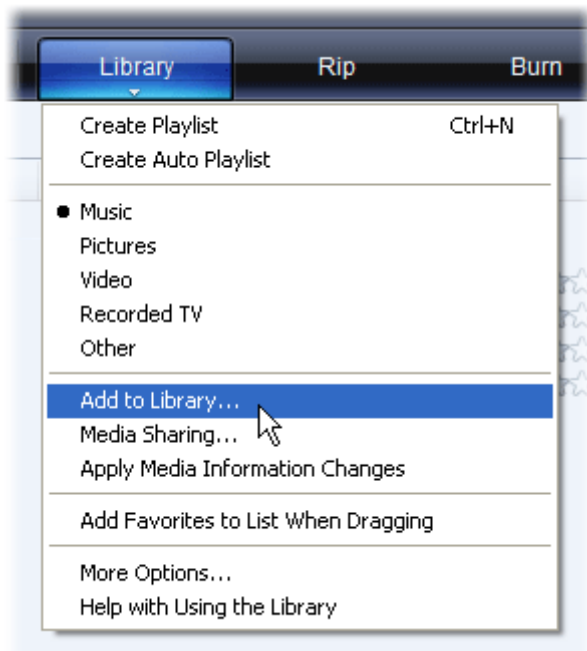 Library Rip Burn
Create Playlist Ctrl+N
Create Auto Playlist
Music
Pictures
Video
Recorded TV
Other
Add to Library...
Media Sharing...
Apply Media Information Changes
Add Favorites to List When Dragging
More Options...
Help with Using the Library